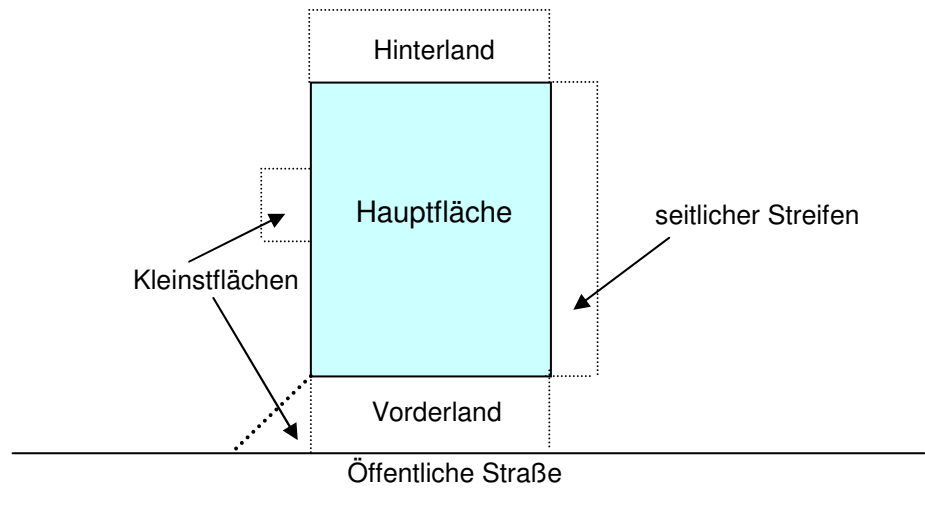 Hinterland
Hauptfläche
seitlicher Streifen
Kleinstflächen
Vorderland
Öffentliche Straße